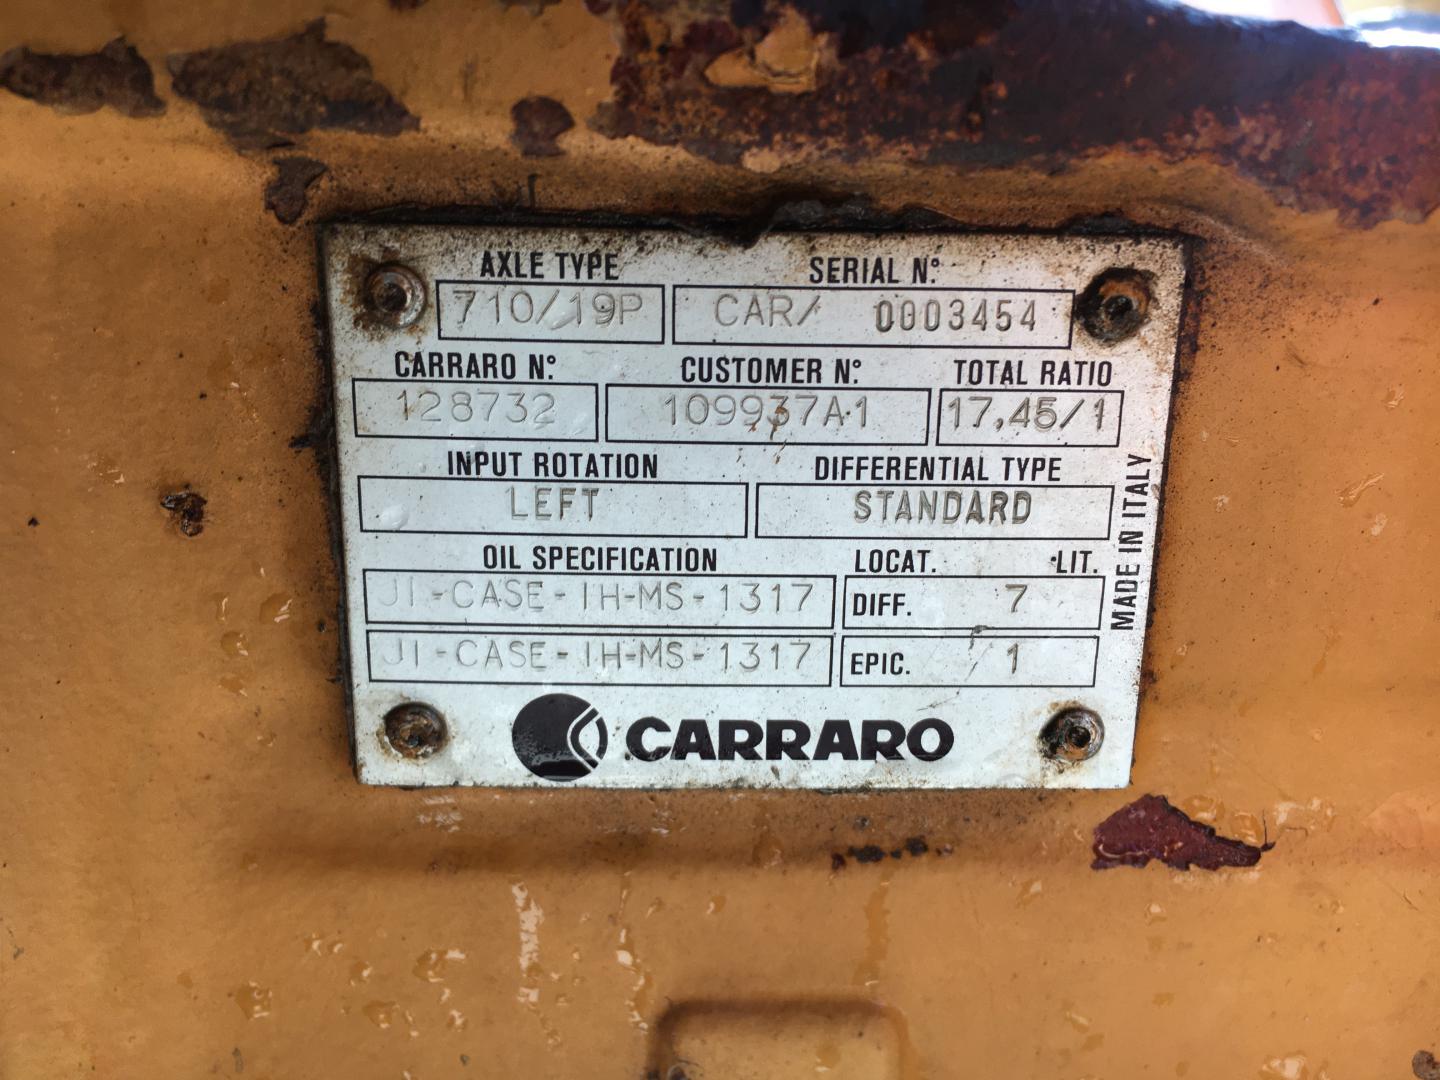 AXLE TYPE SERIAL N°
710/19P CAR/ 0003454
CARRARO N° CUSTOMER N° TOTAL RATIO
128732 109937A1 17,45/1
INPUT ROTATION DIFFERENTIAL TYPE
LEFT STANDARD
OIL SPECIFICATION LOCAT. LIT.
JI-CASE-IH-MS-1317 DIFF. 7
JI-CASE-IH-MS-1317 EPIC. 1
MADE IN ITALY
CARRARO